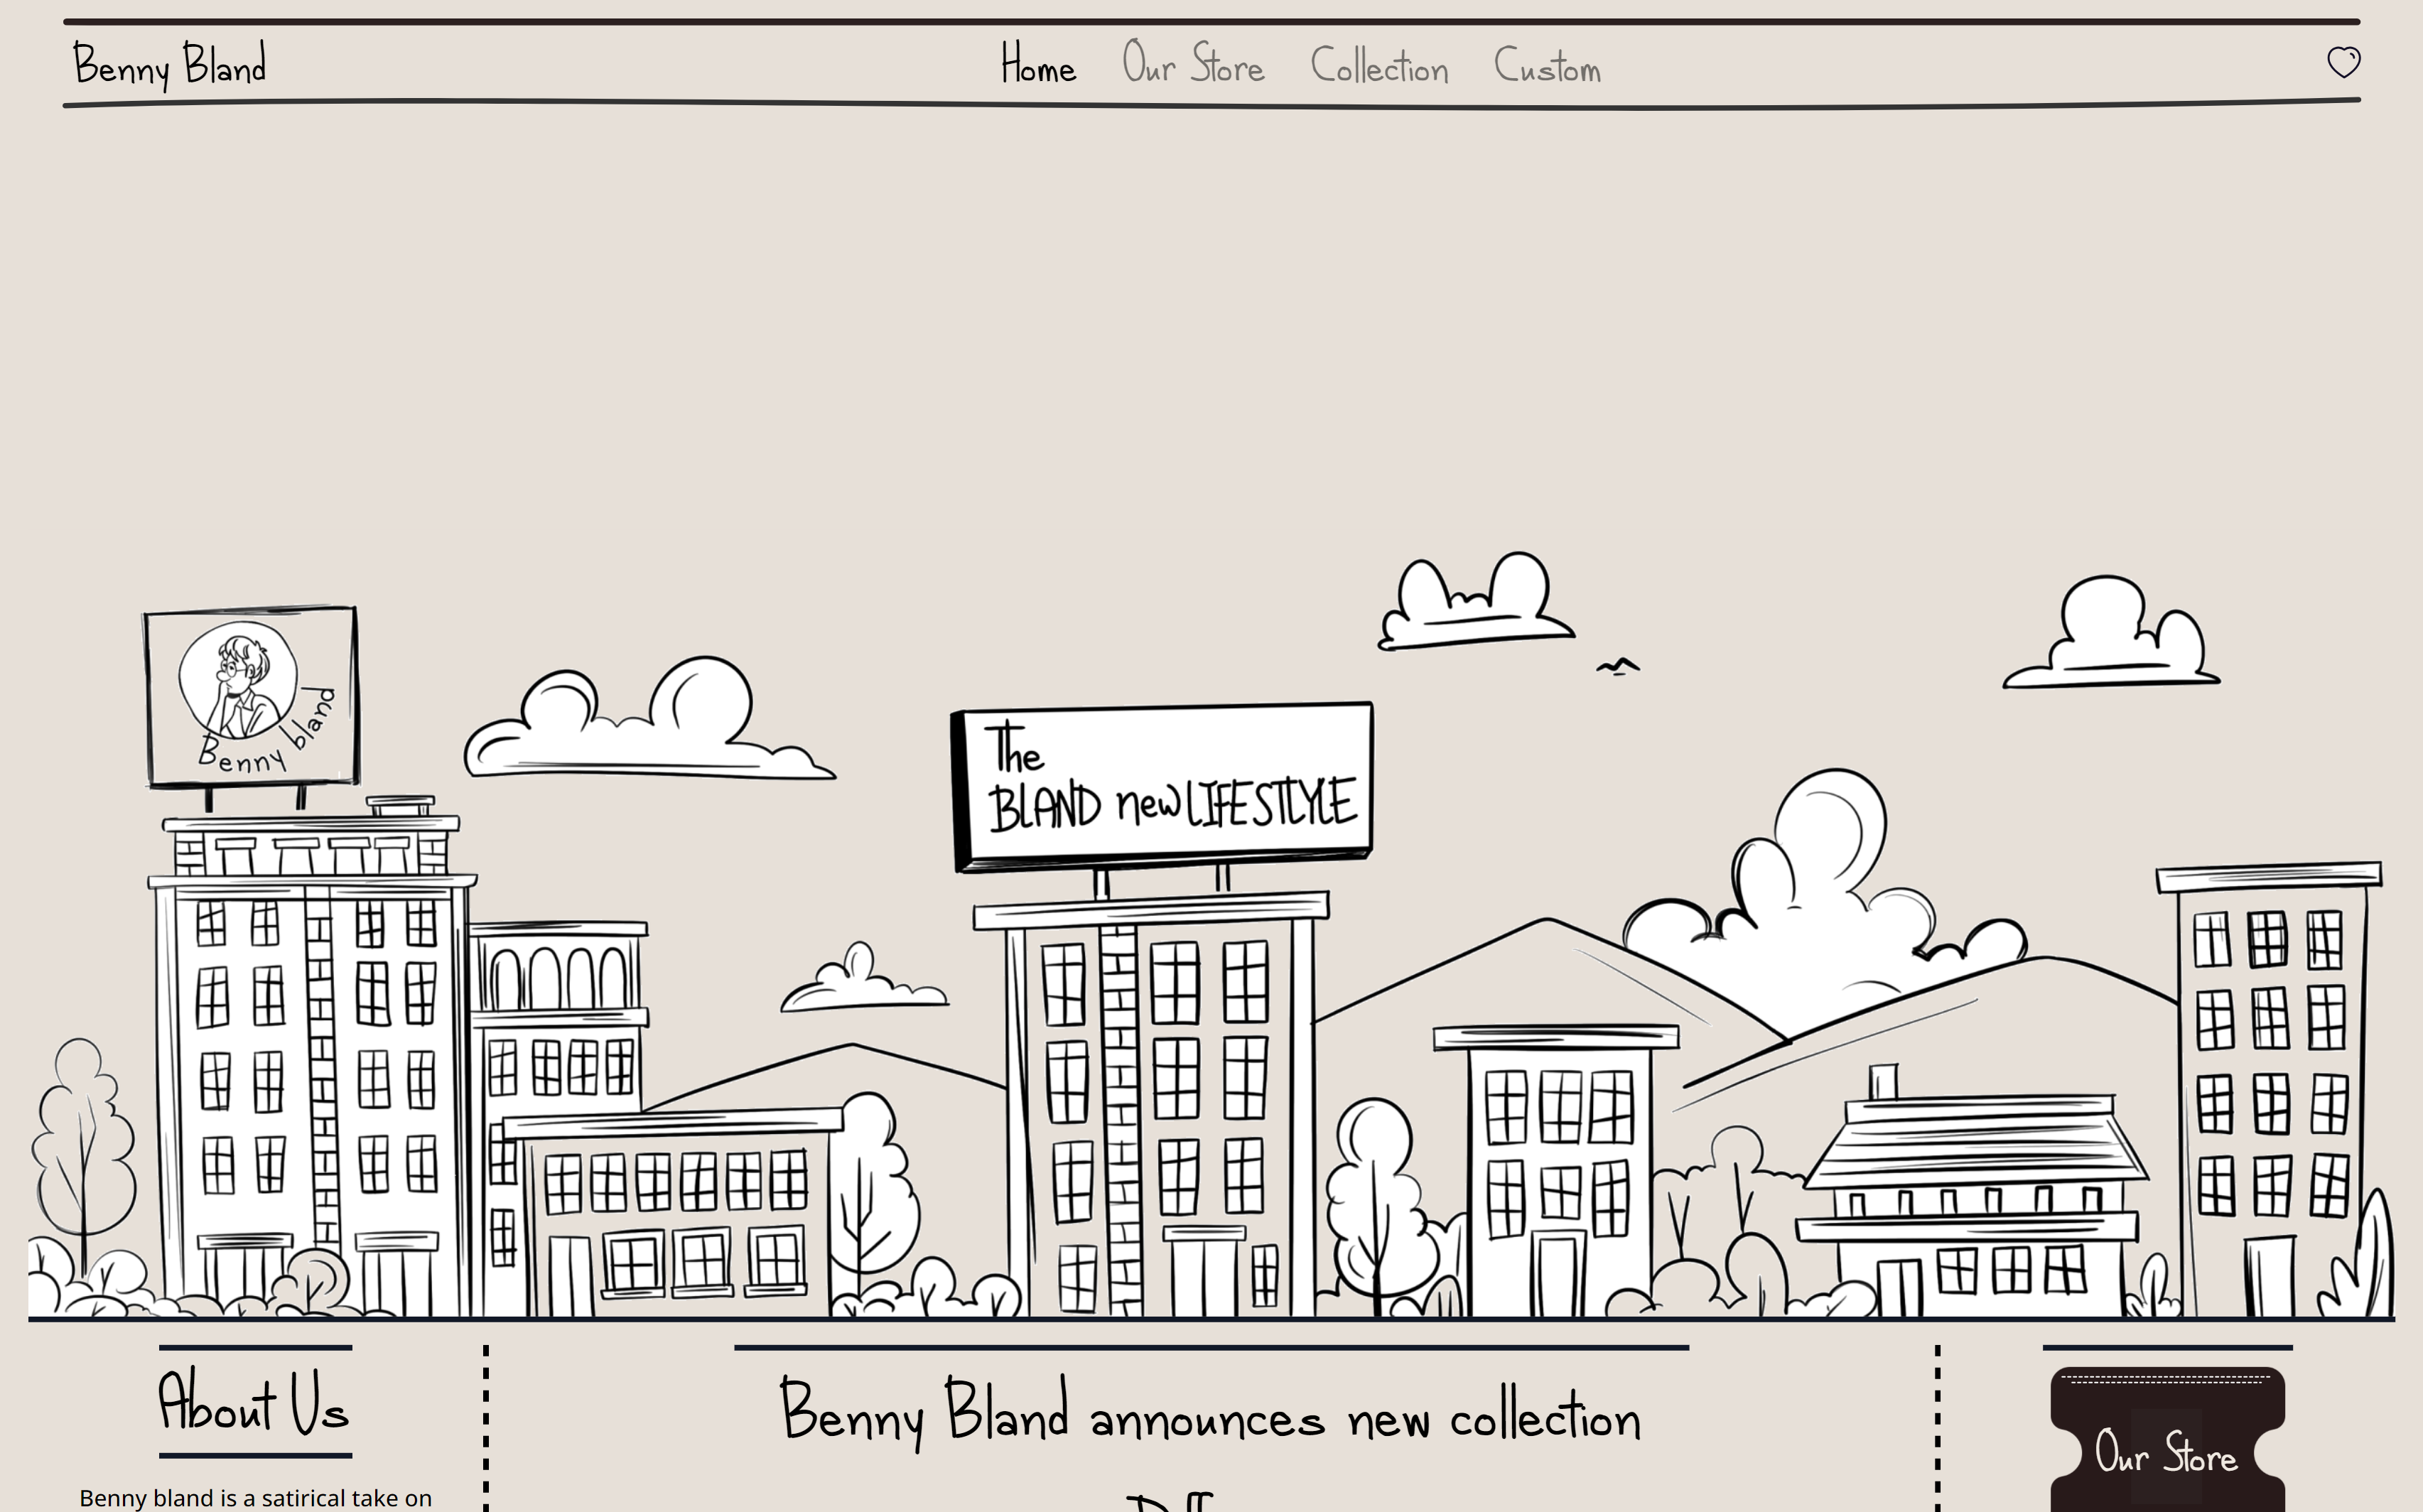 Benny Bland
Home Our Store Collection Custom
Benny bland
The
BLAND new LIFESTLYLE
About Us
Benny Bland announces new collection
Our Store
Benny bland is a satirical take on